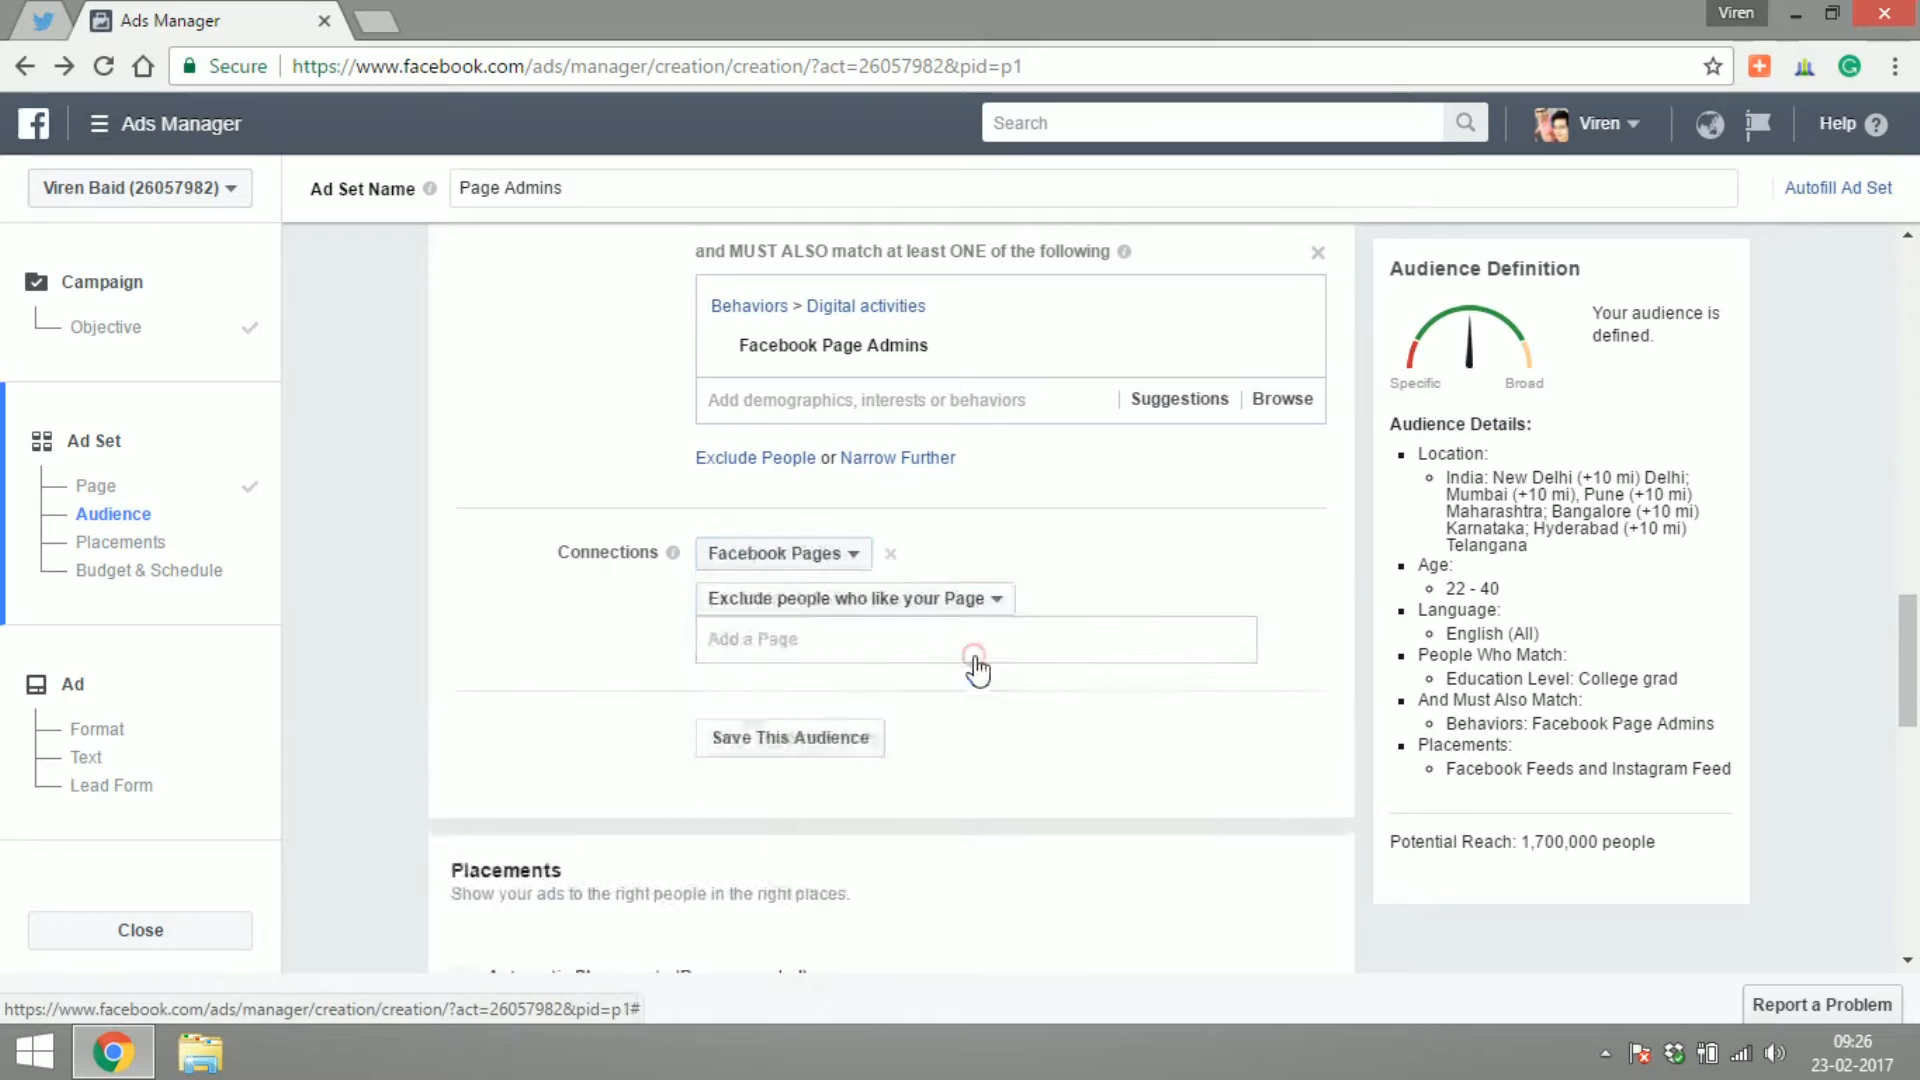 Ads Manager
Viren
Secure
https://www.facebook.com/ads/manager/creation/creation/?act=26057982&pid=p1
Ads Manager
Search
Viren
Help
Viren Baid (26057982)
Ad Set Name
Page Admins
Autofill Ad Set
Campaign
Objective
Ad Set
Page
Audience
Placements
Budget & Schedule
Ad
Format
Text
Lead Form
Close
and MUST ALSO match at least ONE of the following
Behaviors > Digital activities
Facebook Page Admins
Add demographics, interests or behaviors
Suggestions
Browse
Exclude People or Narrow Further
Connections
Facebook Pages
Exclude people who like your Page
Add a Page
Save This Audience
Placements
Show your ads to the right people in the right places.
Audience Definition
Your audience is
defined.
Specific
Broad
Audience Details:
Location:
India: New Delhi (+10 mi) Delhi;
Mumbai (+10 mi), Pune (+10 mi)
Maharashtra; Bangalore (+10 mi)
Karnataka; Hyderabad (+10 mi)
Telangana
Age:
22 - 40
Language:
English (All)
People Who Match:
Education Level: College grad
And Must Also Match:
Behaviors: Facebook Page Admins
Placements:
Facebook Feeds and Instagram Feed
Potential Reach: 1,700,000 people
https://www.facebook.com/ads/manager/creation/creation/?act=26057982&pid=p1#
Report a Problem
09:26
23-02-2017